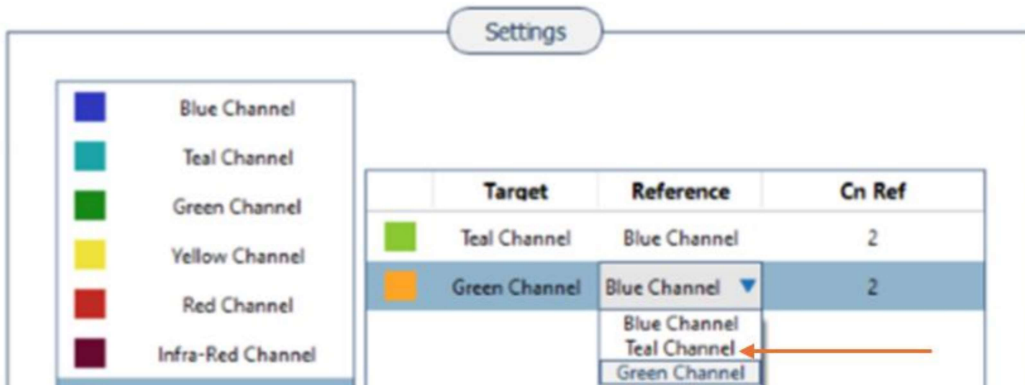 Settings
Blue Channel
Teal Channel
Green Channel
Yellow Channel
Red Channel
Infra-Red Channel
Target Reference Cn Ref
Teal Channel Blue Channel 2
Green Channel Blue Channel 2
Blue Channel
Teal Channel
Green Channel